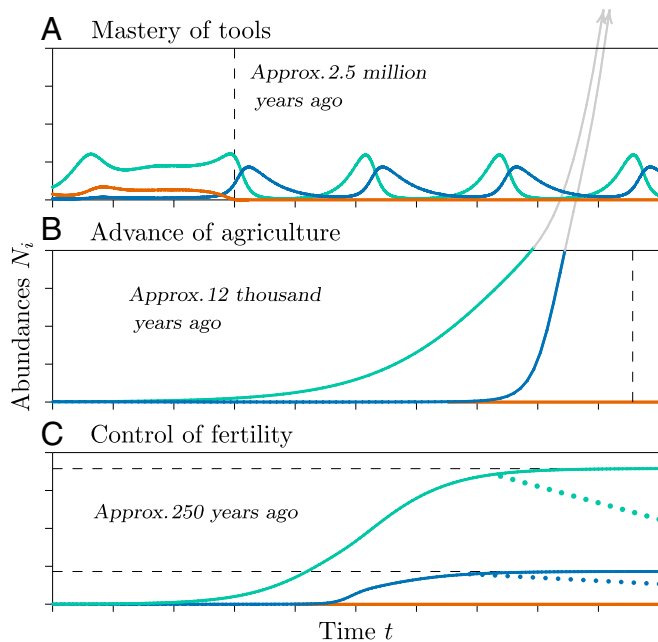 A Mastery of tools
Approx. 2.5 million
years ago
B Advance of agriculture
Approx. 12 thousand
years ago
Abundances Nᵢ
C Control of fertility
Approx. 250 years ago
Time t